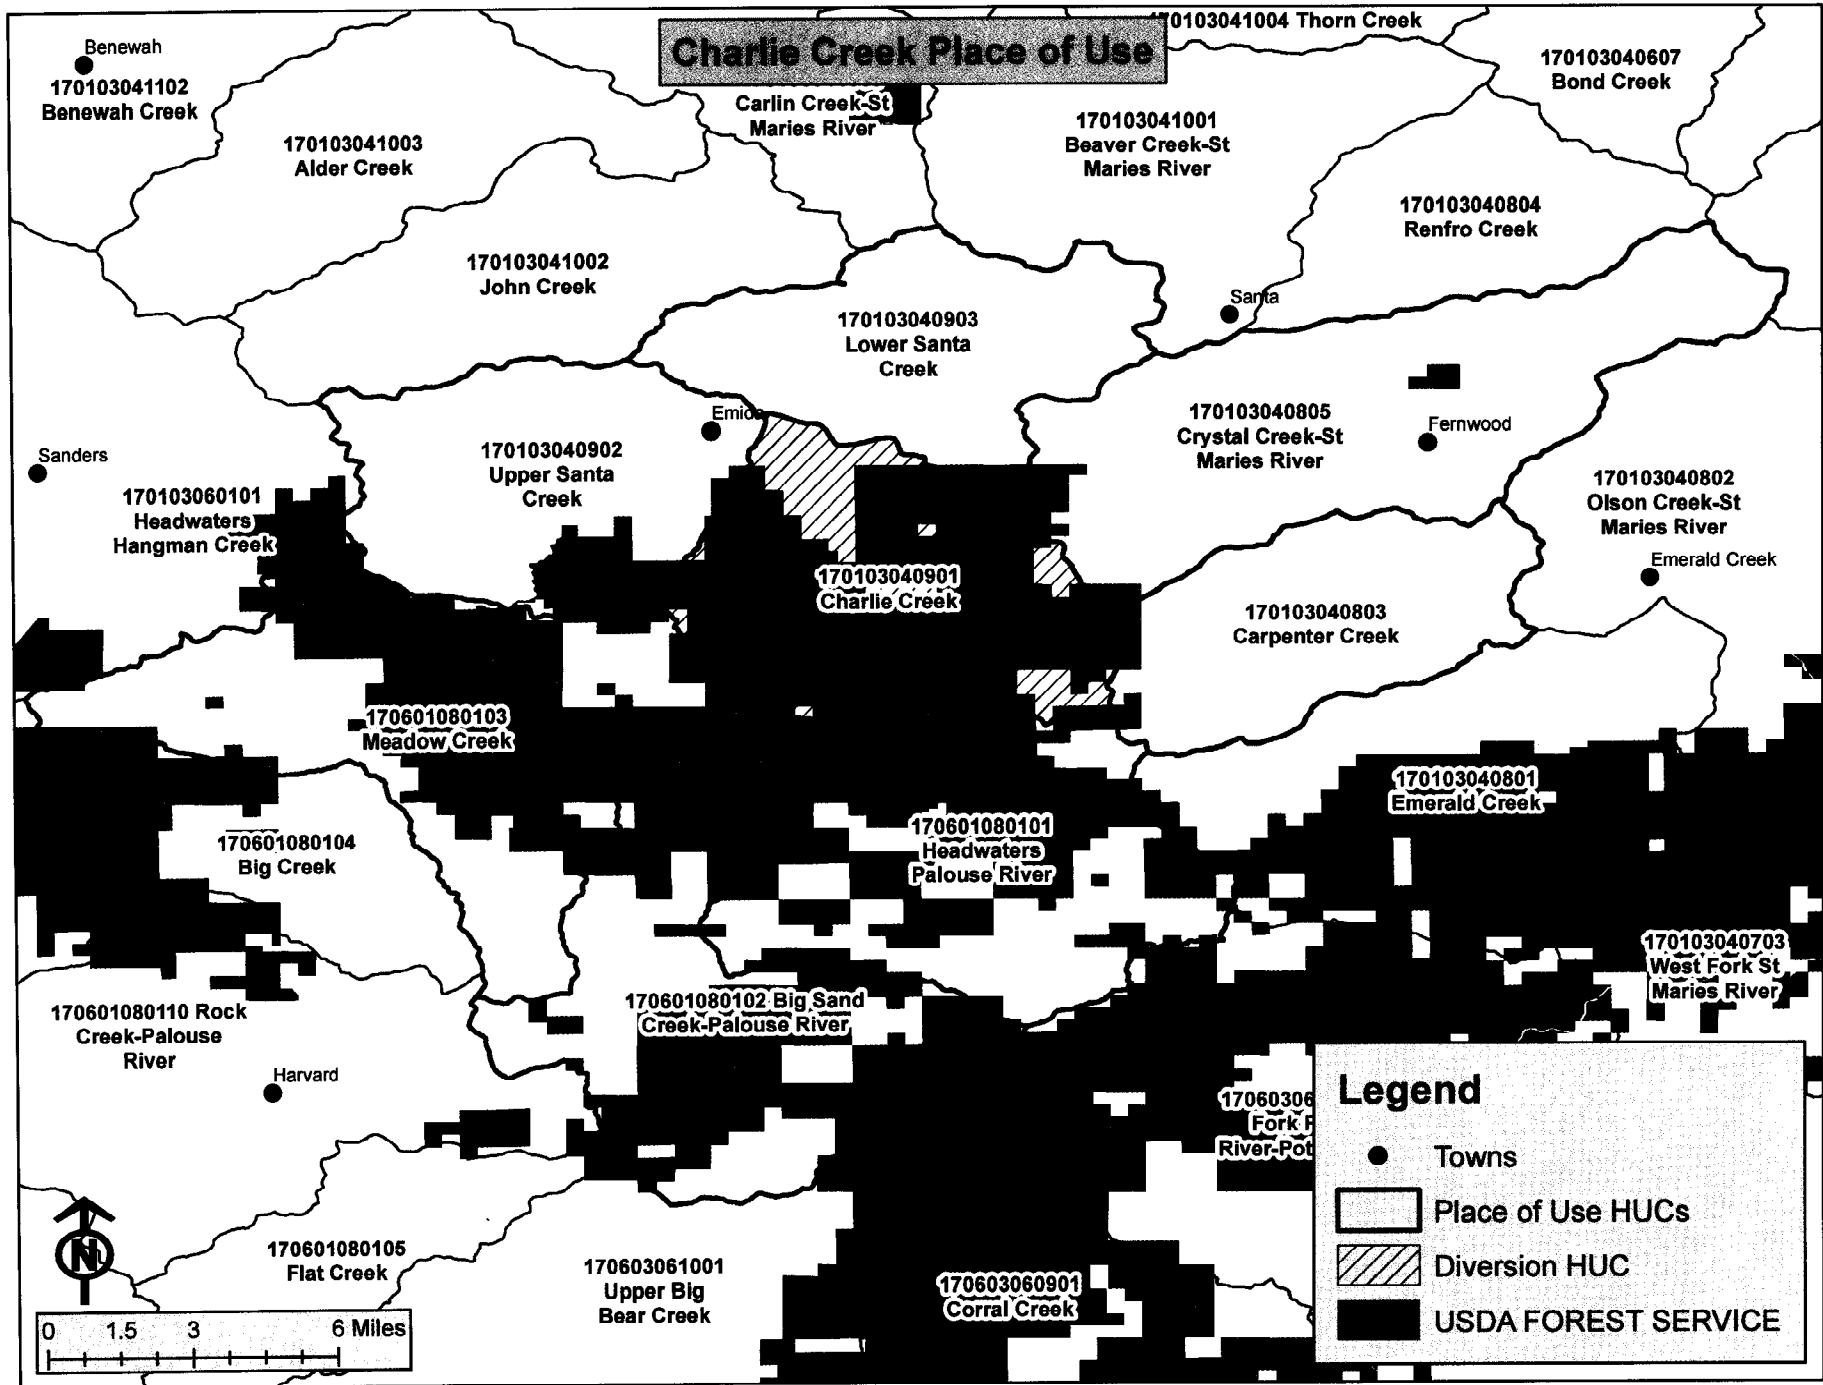 Charlie Creek Place of Use
Benewah
170103041102
Benewah Creek
170103041003
Alder Creek
Carlin Creek-St
Maries River
170103041004 Thorn Creek
170103041001
Beaver Creek-St
Maries River
170103040607
Bond Creek
170103040804
Renfro Creek
170103041002
John Creek
170103040903
Lower Santa
Creek
Santa
Emida
Sanders
170103040902
Upper Santa
Creek
170103040805
Crystal Creek-St
Maries River
Fernwood
170103040802
Olson Creek-St
Maries River
Emerald Creek
170103060101
Headwaters
Hangman Creek
170103040901
Charlie Creek
170103040803
Carpenter Creek
170601080103
Meadow Creek
170103040801
Emerald Creek
170601080104
Big Creek
170601080101
Headwaters
Palouse River
170103040703
West Fork St
Maries River
170601080110 Rock
Creek-Palouse
River
170601080102 Big Sand
Creek-Palouse River
Harvard
17060306
Fork
River-Pot
170601080105
Flat Creek
170603061001
Upper Big
Bear Creek
170603060901
Corral Creek
N
0 1.5 3 6 Miles
Legend
Towns
Place of Use HUCs
Diversion HUC
USDA FOREST SERVICE